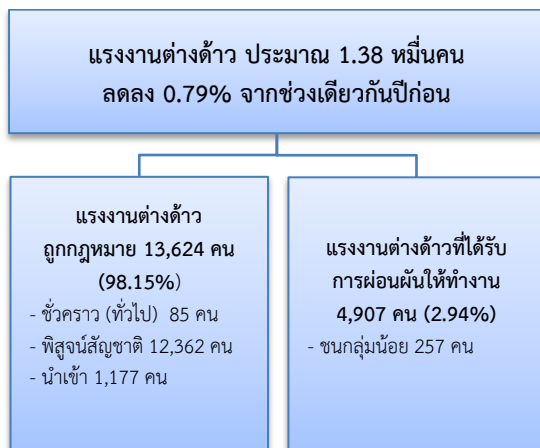 แรงงานต่างด้าว ประมาณ 1.38 หมื่นคน
ลดลง 0.79% จากช่วงเดียวกันปีก่อน
แรงงานต่างด้าว
ถูกกฎหมาย 13,624 คน
(98.15%)
- ชั่วคราว (ทั่วไป) 85 คน
- พิสูจน์สัญชาติ 12,362 คน
- นำเข้า 1,177 คน
แรงงานต่างด้าวที่ได้รับ
การผ่อนผันให้ทำงาน
4,907 คน (2.94%)
- ชนกลุ่มน้อย 257 คน